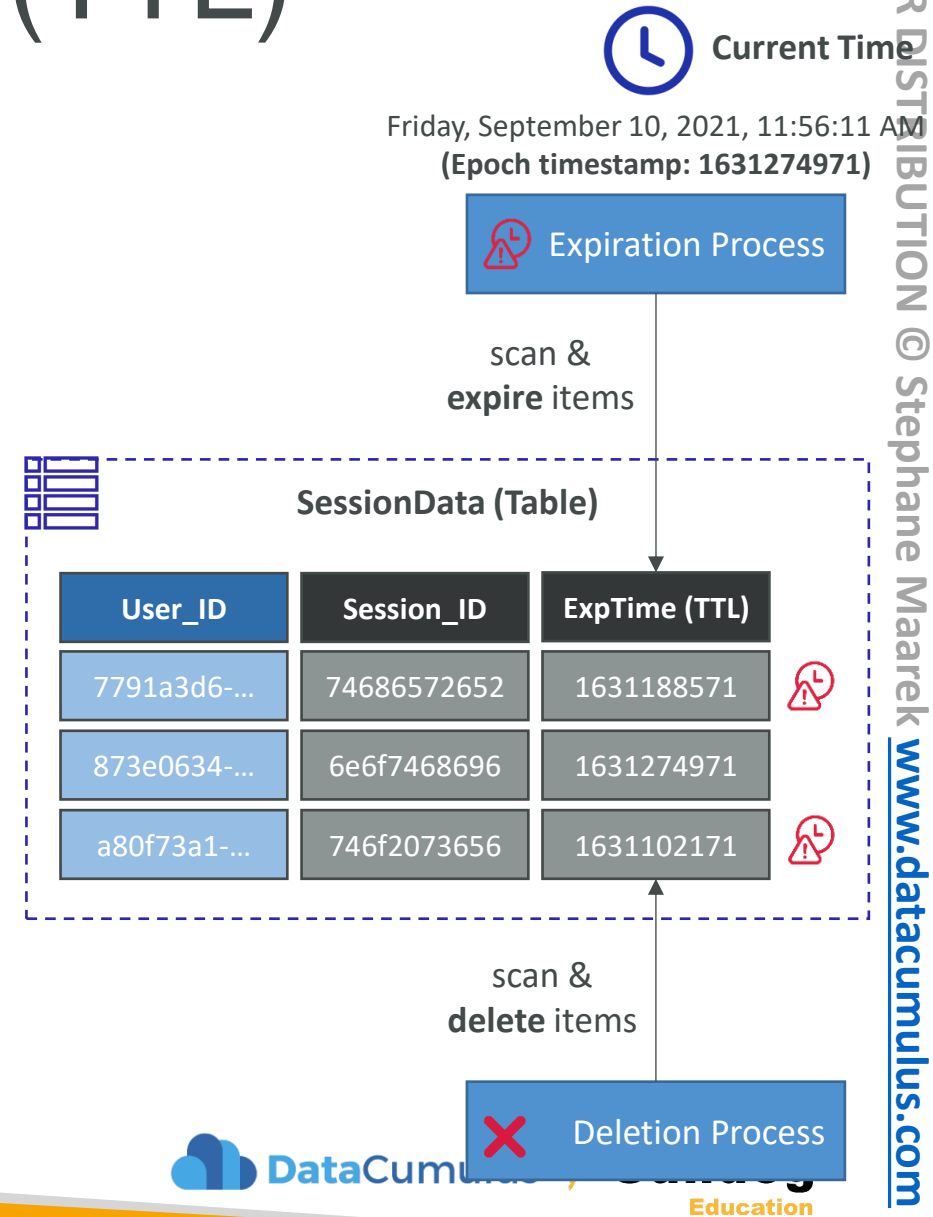 (TTL)
Current Time
Friday, September 10, 2021, 11:56:11 AM
(Epoch timestamp: 1631274971)
Expiration Process
scan &
expire items
SessionData (Table)
User_ID Session_ID ExpTime (TTL)
7791a3d6-... 74686572652 1631188571
873e0634-... 6e6f7468696 1631274971
a80f73a1-... 746f2073656 1631102171
scan &
delete items
Deletion Process
Education
DISTRIBUTION © Stephane Maarek www.datacumulus.com